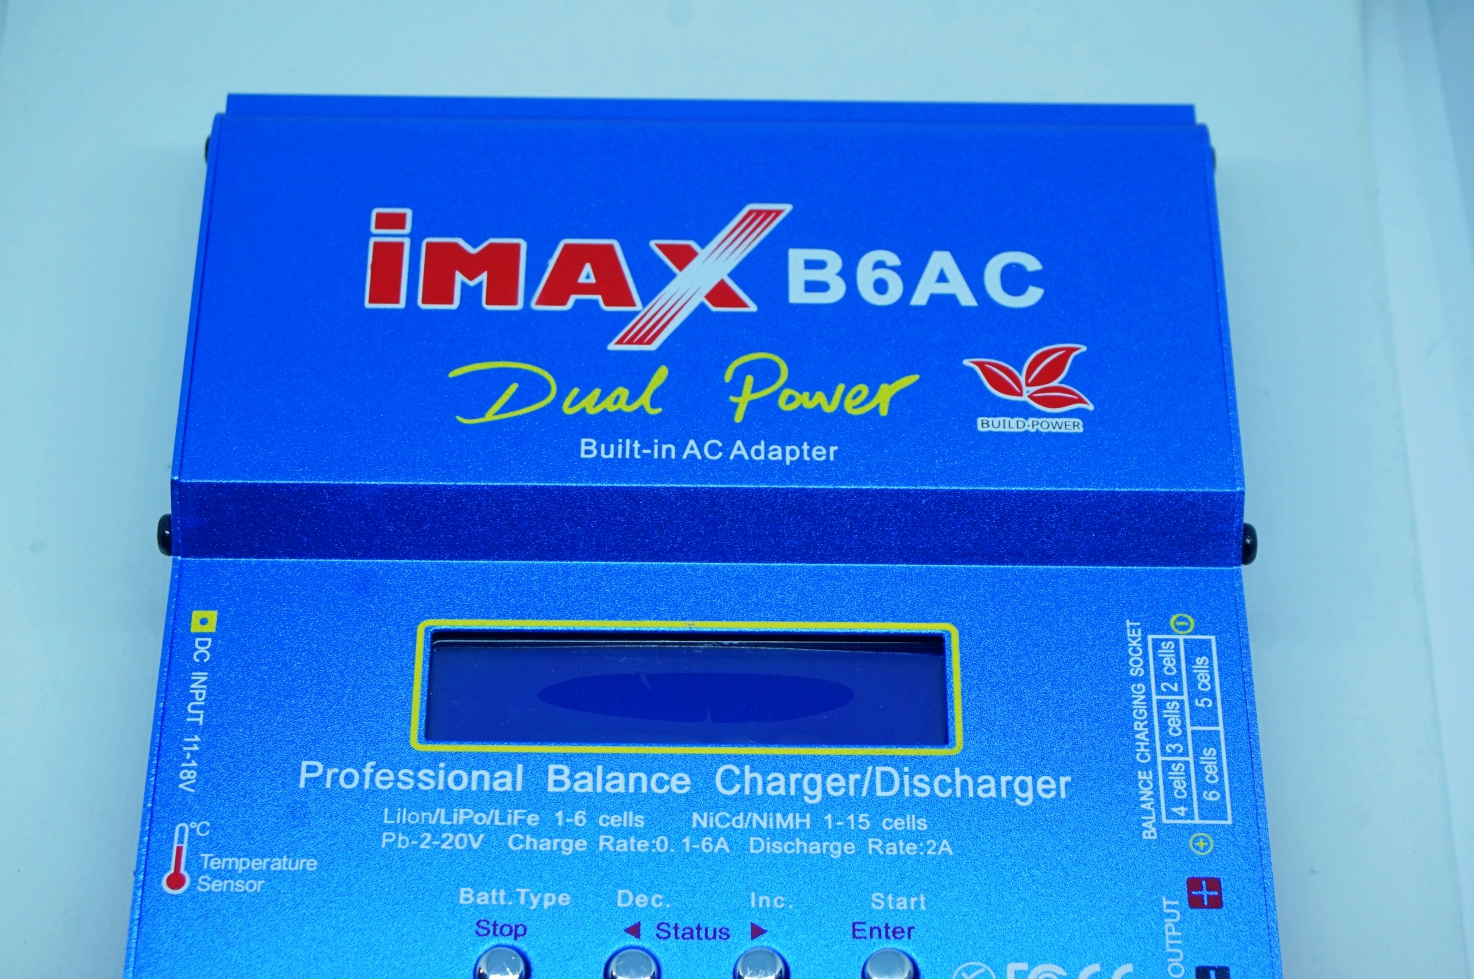 iMAX B6AC
Dual Power
BUILD-POWER
Built-in AC Adapter
DC INPUT 11-18V
BALANCE CHARGING SOCKET
4 cells 3 cells 2 cells
6 cells 5 cells
Professional Balance Charger/Discharger
LiIon/LiPo/LiFe 1-6 cells NiCd/NiMH 1-15 cells
Pb-2-20V Charge Rate:0.1-6A Discharge Rate:2A
°C
Temperature
Sensor
Batt.Type Dec. Inc. Start
Stop ◀ Status ▶ Enter
OUTPUT